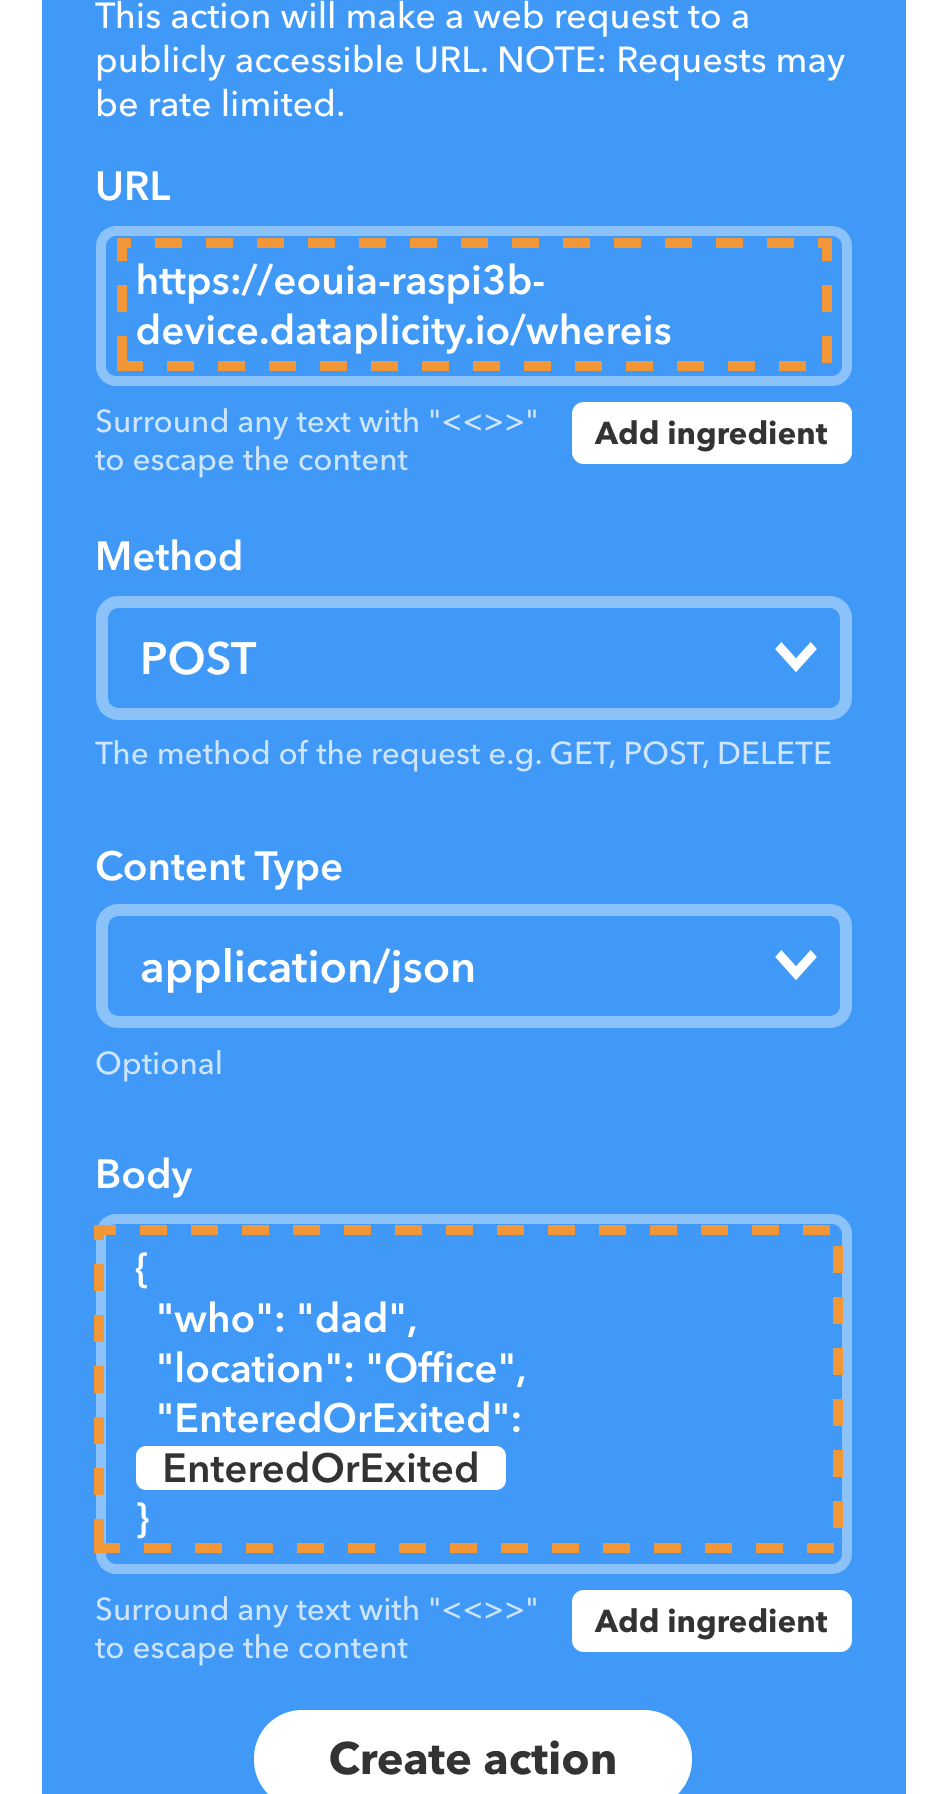 This action will make a web request to a
publicly accessible URL. NOTE: Requests may
be rate limited.
URL
https://eouia-raspi3b-
device.dataplicity.io/whereis
Surround any text with "<<>>"
to escape the content
Add ingredient
Method
POST
The method of the request e.g. GET, POST, DELETE
Content Type
application/json
Optional
Body
{
"who": "dad",
"location": "Office",
"EnteredOrExited":
EnteredOrExited
}
Surround any text with "<<>>"
to escape the content
Add ingredient
Create action